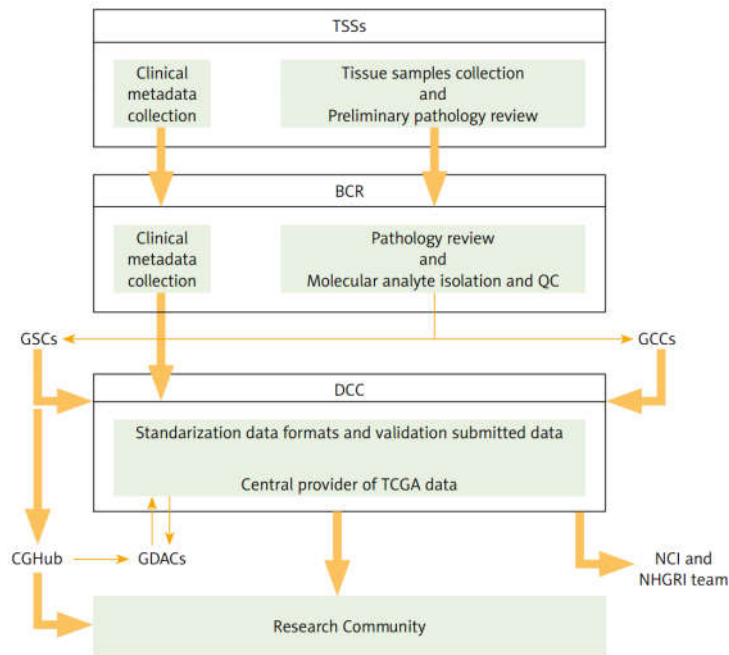 TSSs
Clinical
metadata
collection
Tissue samples collection
and
Preliminary pathology review
BCR
Clinical
metadata
collection
Pathology review
and
Molecular analyte isolation and QC
GSCs
GCCs
DCC
Standarization data formats and validation submitted data
Central provider of TCGA data
CGHub
GDACs
NCI and
NHGRI team
Research Community